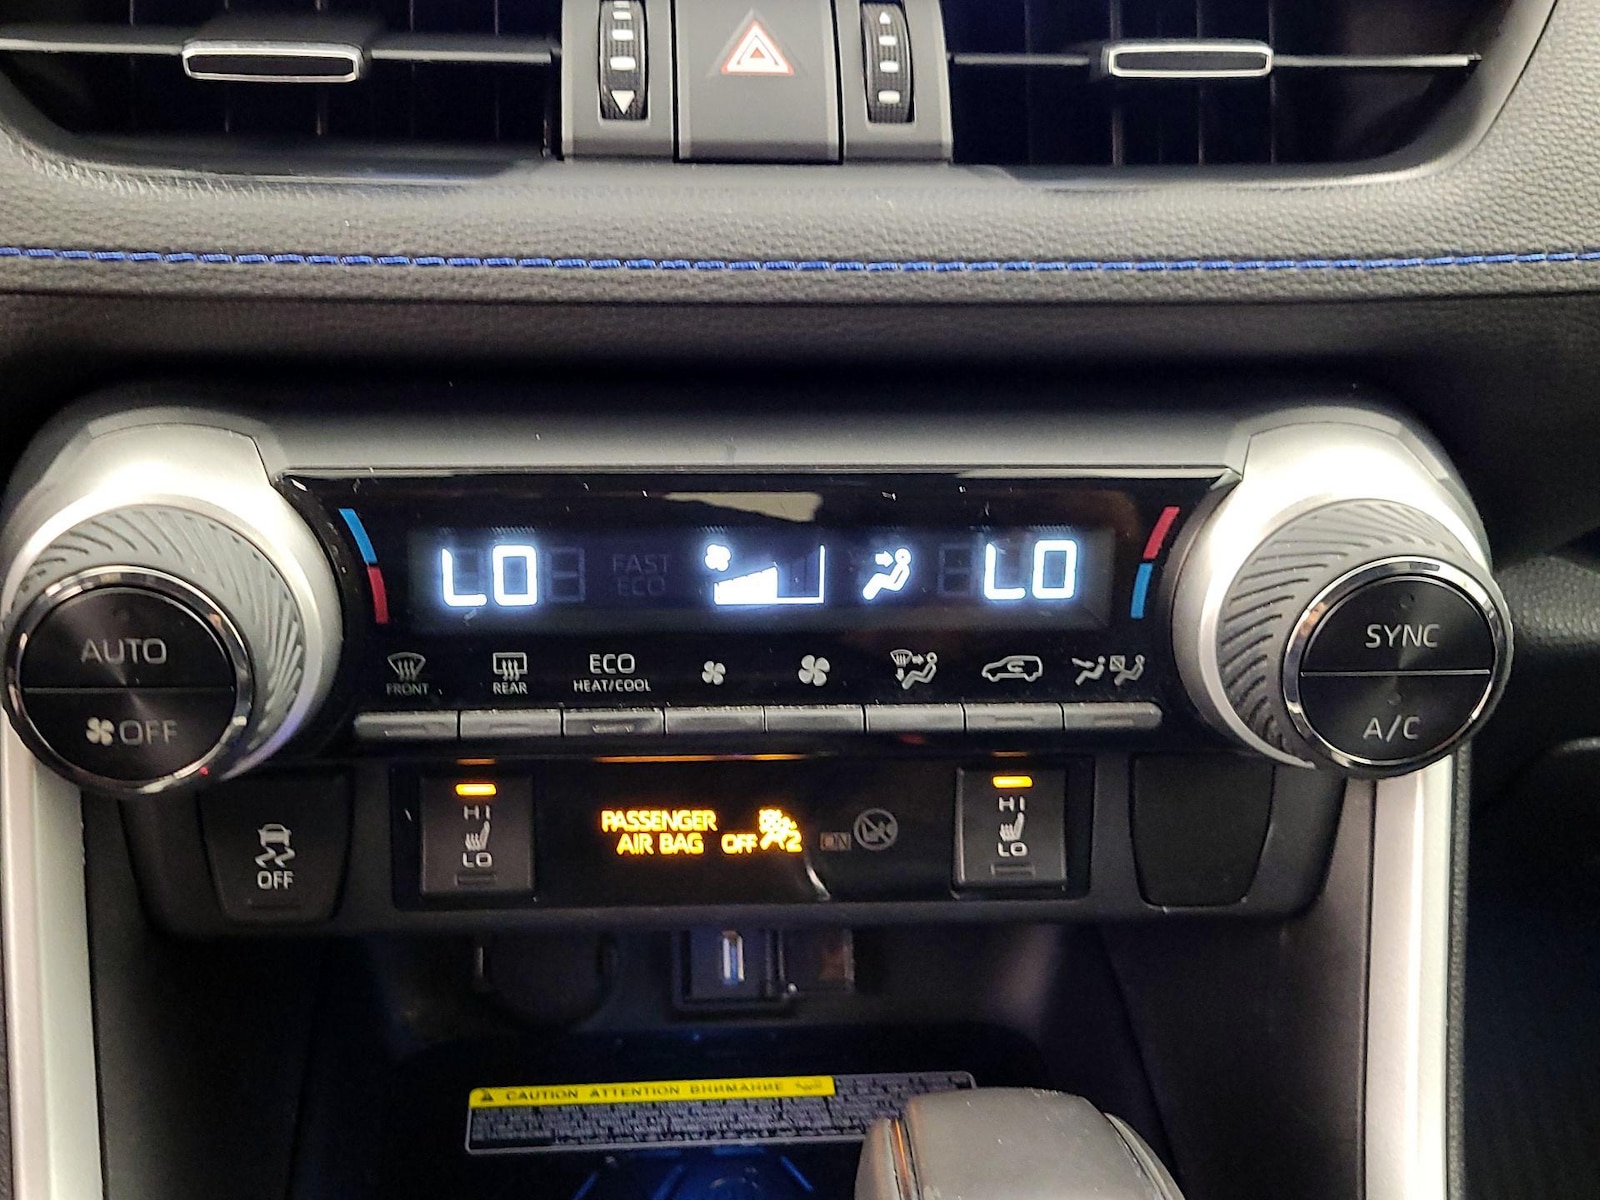 LO
FAST
ECO
LO
AUTO
OFF
FRONT
REAR
ECO
HEAT/COOL
SYNC
A/C
OFF
HI
LO
PASSENGER
AIR BAG OFF 2 ON
HI
LO
CAUTION ATTENTION ВНИМАНИЕ